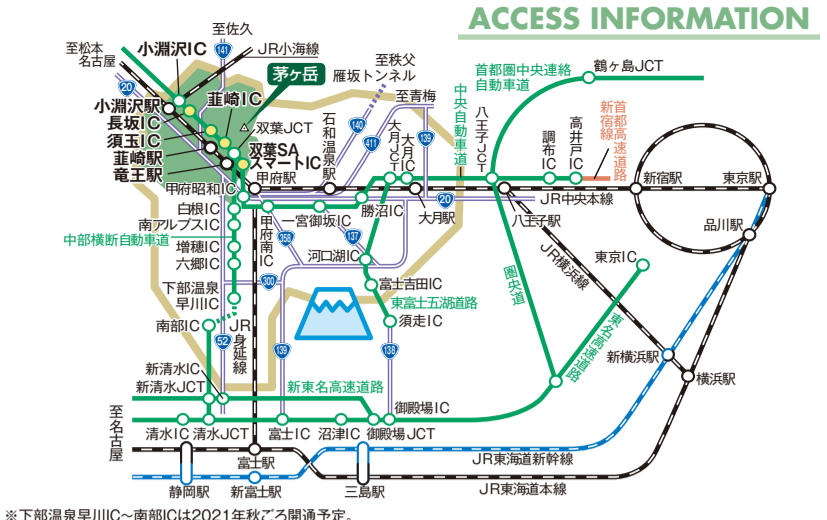 ACCESS INFORMATION
至佐久
至松本
名古屋
小淵沢IC
141
JR小海線
至秩父
雁坂トンネル
鶴ヶ島JCT
首都圏中央連絡
自動車道
茅ヶ岳
20
韮崎IC
小淵沢駅
長坂IC
須玉IC
韮崎駅
竜王駅
双葉JCT
双葉SA
スマートIC
至青梅
140
411
139
石和温泉駅
大月JCT
大月IC
中央自動車道
八王子JCT
調布IC
高井戸IC
首都高速道路
新宿線
甲府昭和IC
甲府駅
新宿駅
東京駅
白根IC
南アルプスIC
中部横断自動車道
増穂IC
六郷IC
甲府南IC
一宮御坂IC
勝沼IC
大月駅
20
八王子駅
JR中央本線
品川駅
358
137
河口湖IC
JR横浜線
東京IC
300
下部温泉
早川IC
富士吉田IC
東富士五湖道路
圏央道
須走IC
東名高速道路
南部IC
JR身延線
52
139
138
新横浜駅
横浜駅
新清水IC
新清水JCT
新東名高速道路
至名古屋
御殿場IC
清水IC
清水JCT
富士IC
沼津IC
御殿場JCT
富士駅
JR東海道新幹線
静岡駅
新富士駅
三島駅
JR東海道本線
※下部温泉早川IC～南部ICは2021年秋ごろ開通予定。